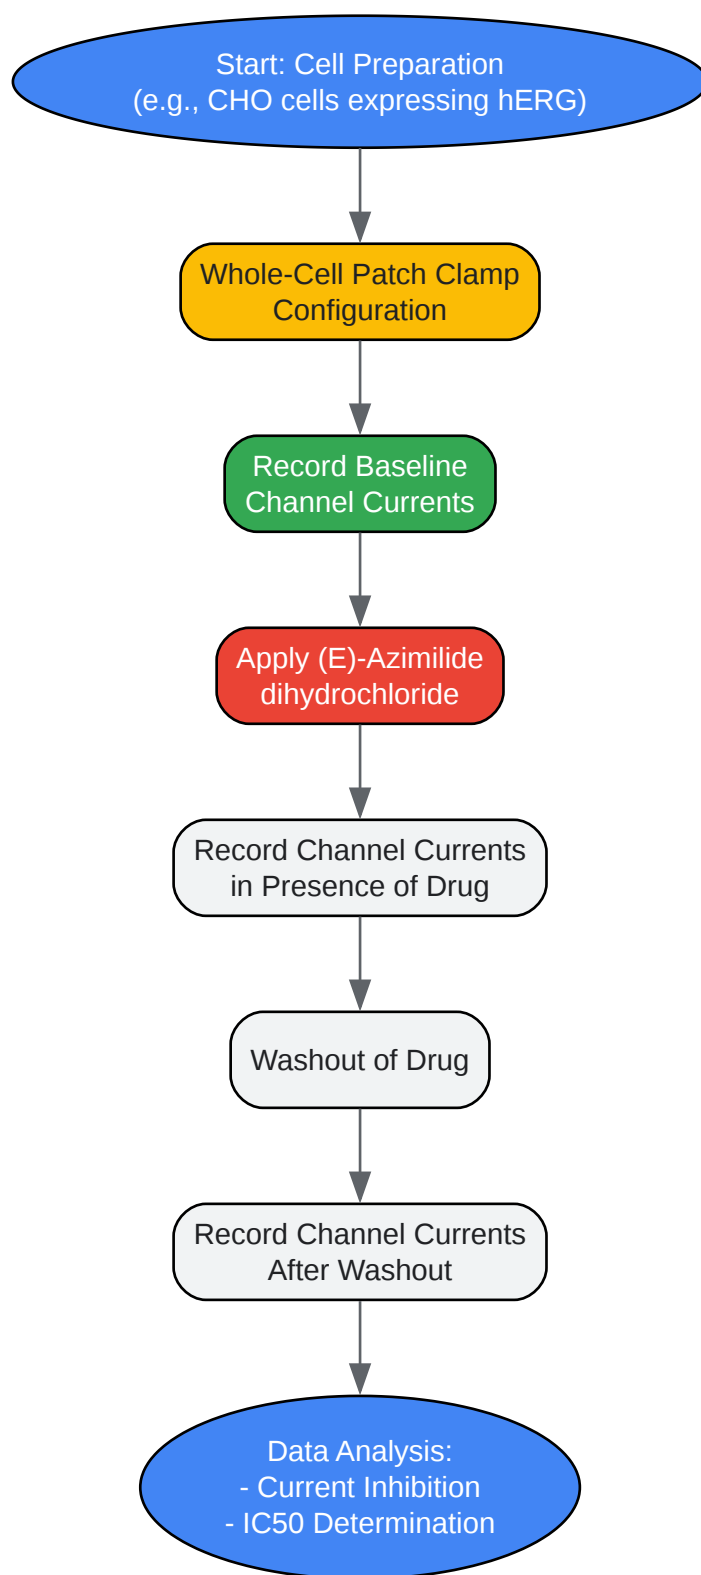 Start: Cell Preparation
(e.g., CHO cells expressing hERG)
Whole-Cell Patch Clamp
Configuration
Record Baseline
Channel Currents
Apply (E)-Azimilide
dihydrochloride
Record Channel Currents
in Presence of Drug
Washout of Drug
Record Channel Currents
After Washout
Data Analysis:
- Current Inhibition
- IC50 Determination